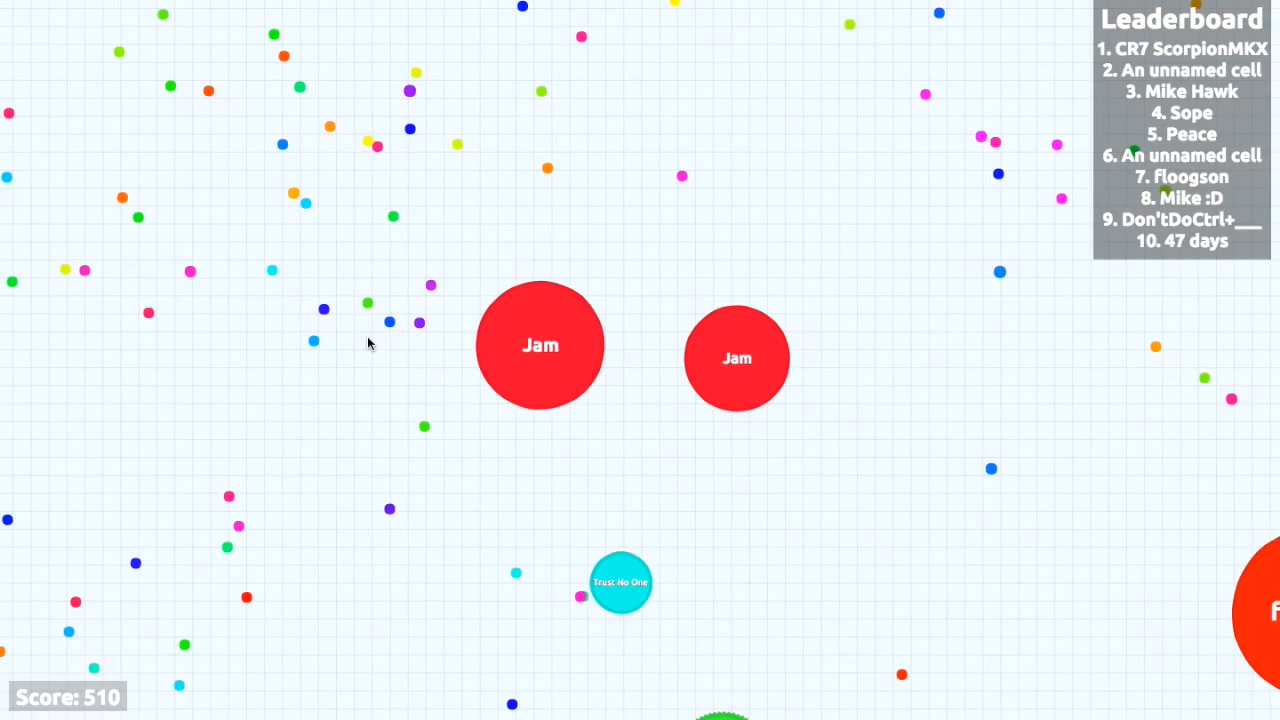 Leaderboard
1. CR7 ScorpionMKX
2. An unnamed cell
3. Mike Hawk
4. Sope
5. Peace
6. An unnamed cell
7. floogson
8. Mike :D
9. Don'tDoCtrl+___
10. 47 days
Jam
Jam
Trust No One
Score: 510